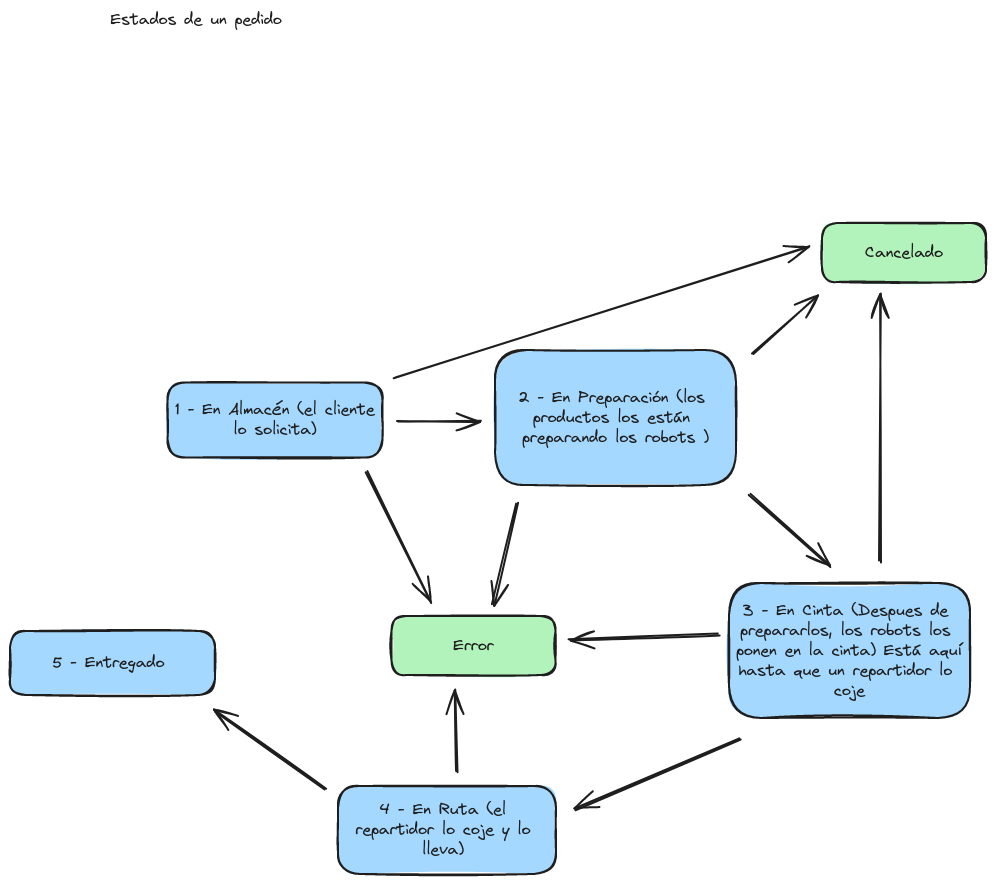 Estados de un pedido
Cancelado
1 - En Almacén (el cliente
lo solicita)
2 - En Preparación (los
productos los están
preparando los robots )
3 - En Cinta (Despues de
prepararlos, los robots los
ponen en la cinta) Está aquí
hasta que un repartidor lo
coje
Error
5 - Entregado
4 - En Ruta (el
repartidor lo coje y lo
lleva)